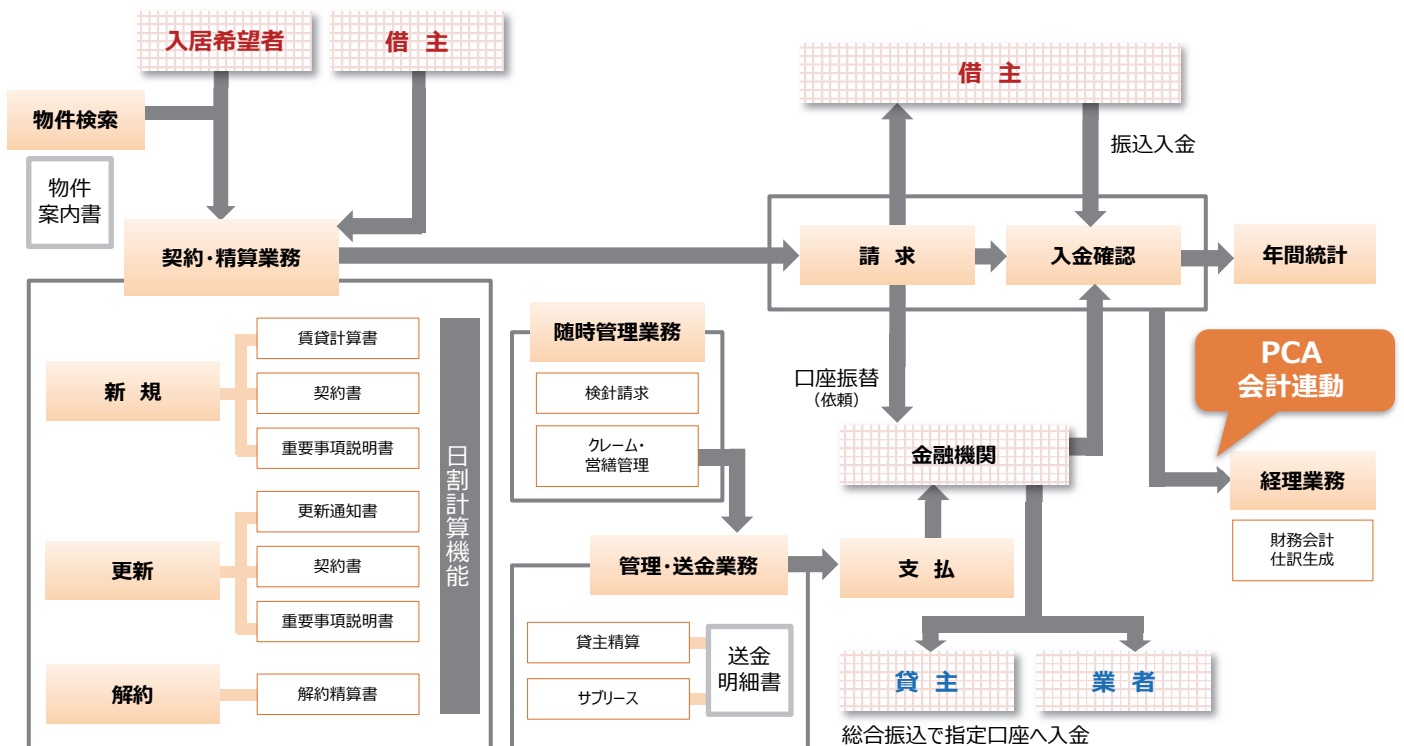 入居希望者
借 主
物件検索
物件
案内書
契約・精算業務
借 主
振込入金
請 求
入金確認
年間統計
新 規
賃貸計算書
契約書
重要事項説明書
更新
更新通知書
契約書
重要事項説明書
解約
解約精算書
日割計算機能
随時管理業務
検針請求
クレーム・
営繕管理
口座振替
（依頼）
金融機関
PCA
会計連動
経理業務
財務会計
仕訳生成
管理・送金業務
支 払
貸主精算
サブリース
送金
明細書
貸 主
業 者
総合振込で指定口座へ入金